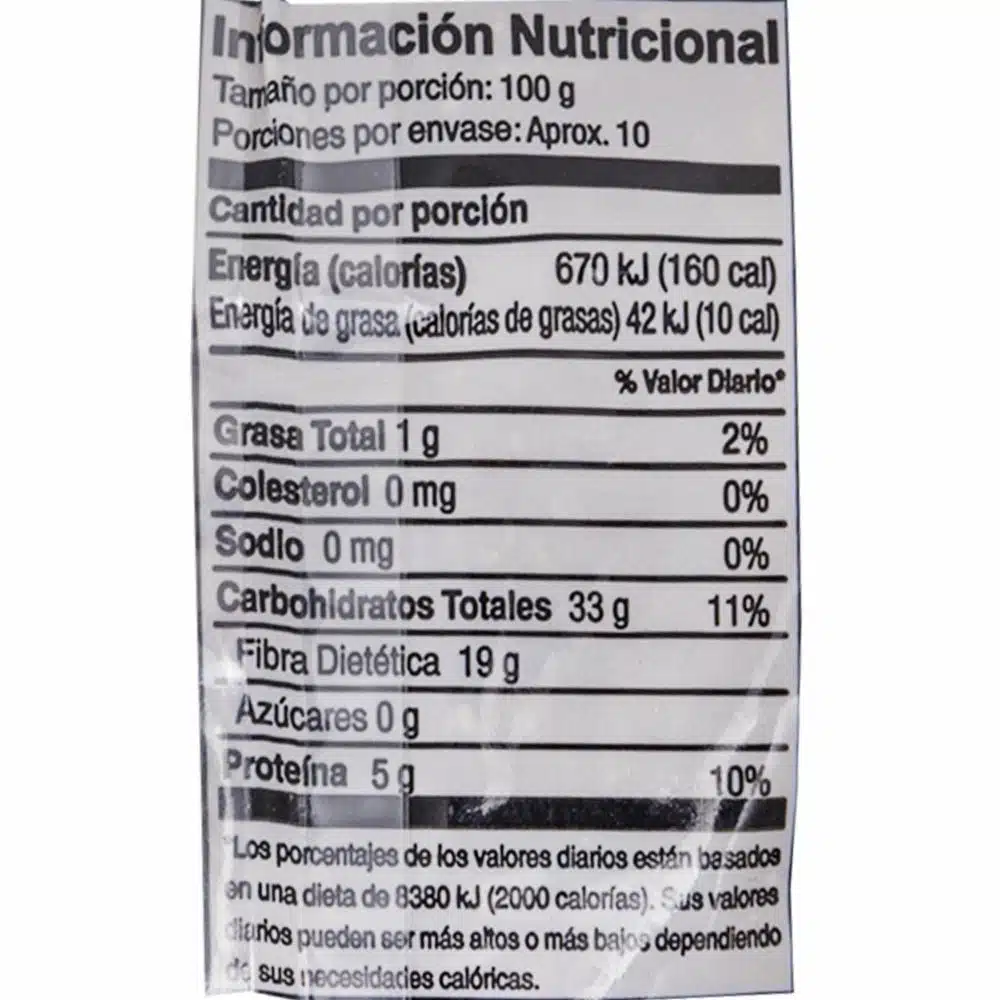 Información Nutricional
Tamaño por porción: 100 g
Porciones por envase: Aprox. 10
Cantidad por porción
Energía (calorías) 670 kJ (160 cal)
Energía de grasa (calorías de grasas) 42 kJ (10 cal)
% Valor Diario*
Grasa Total 1 g 2%
Colesterol 0 mg 0%
Sodio 0 mg 0%
Carbohidratos Totales 33 g 11%
Fibra Dietética 19 g
Azúcares 0 g
Proteína 5 g 10%
*Los porcentajes de los valores diarios están basados
en una dieta de 8380 kJ (2000 calorías). Sus valores
diarios pueden ser más altos o más bajos dependiendo
de sus necesidades calóricas.